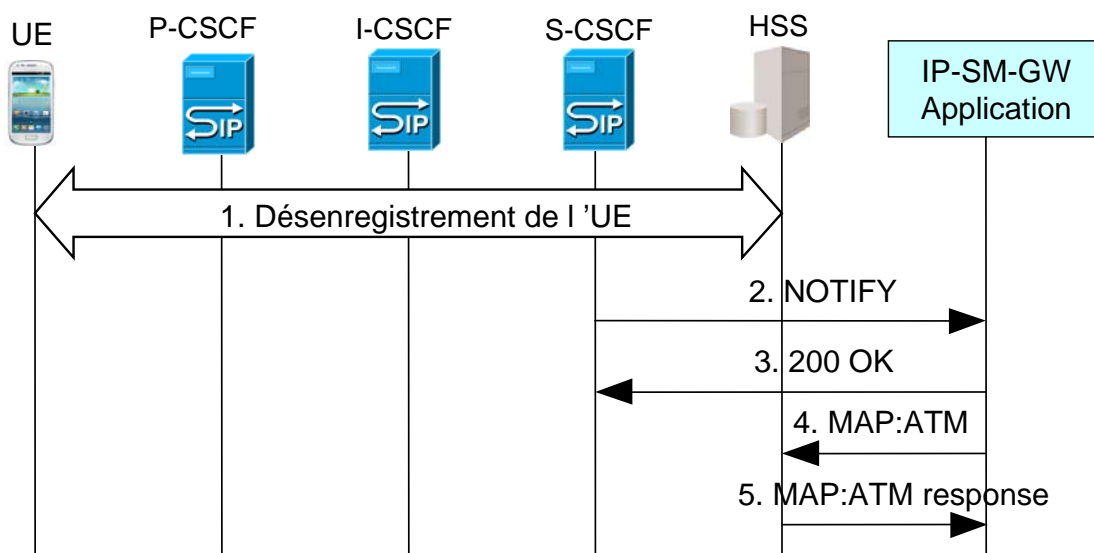 UE
P-CSCF
I-CSCF
S-CSCF
HSS
IP-SM-GW
Application
SIP
SIP
SIP
1. Désenregistrement de l ’UE
2. NOTIFY
3. 200 OK
4. MAP:ATM
5. MAP:ATM response